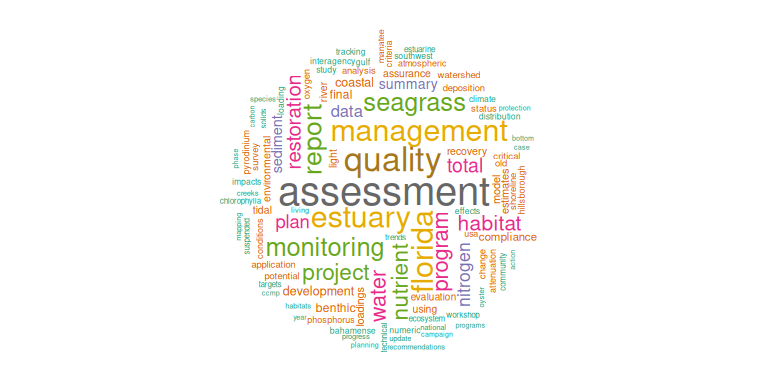 manatee
criteria
estuarine
tracking
southwest
interagency
gulf
atmospheric
study
analysis
assurance
watershed
oxygen
river
coastal
summary
deposition
loading
final
species
seagrass
climate
restoration
report
data
status
protection
carbon
solids
distribution
sediment
management
bottom
case
phase
pyrodinium
survey
environmental
light
quality
recovery
critical
total
old
impacts
assessment
model
estimates
shoreline
hillsborough
creeks
chlorophylla
tidal
living
estuary
effects
plan
florida
program
habitat
mapping
suspended
conditions
usa
compliance
trends
monitoring
nutrient
nitrogen
change
attenuation
community
action
application
project
water
potential
targets
ccmp
development
evaluation
oyster
habitats
benthic
loadings
using
year
phosphorus
ecosystem
workshop
bahamense
numeric
national
programs
progress
technical
update
campaign
planning
recommendations